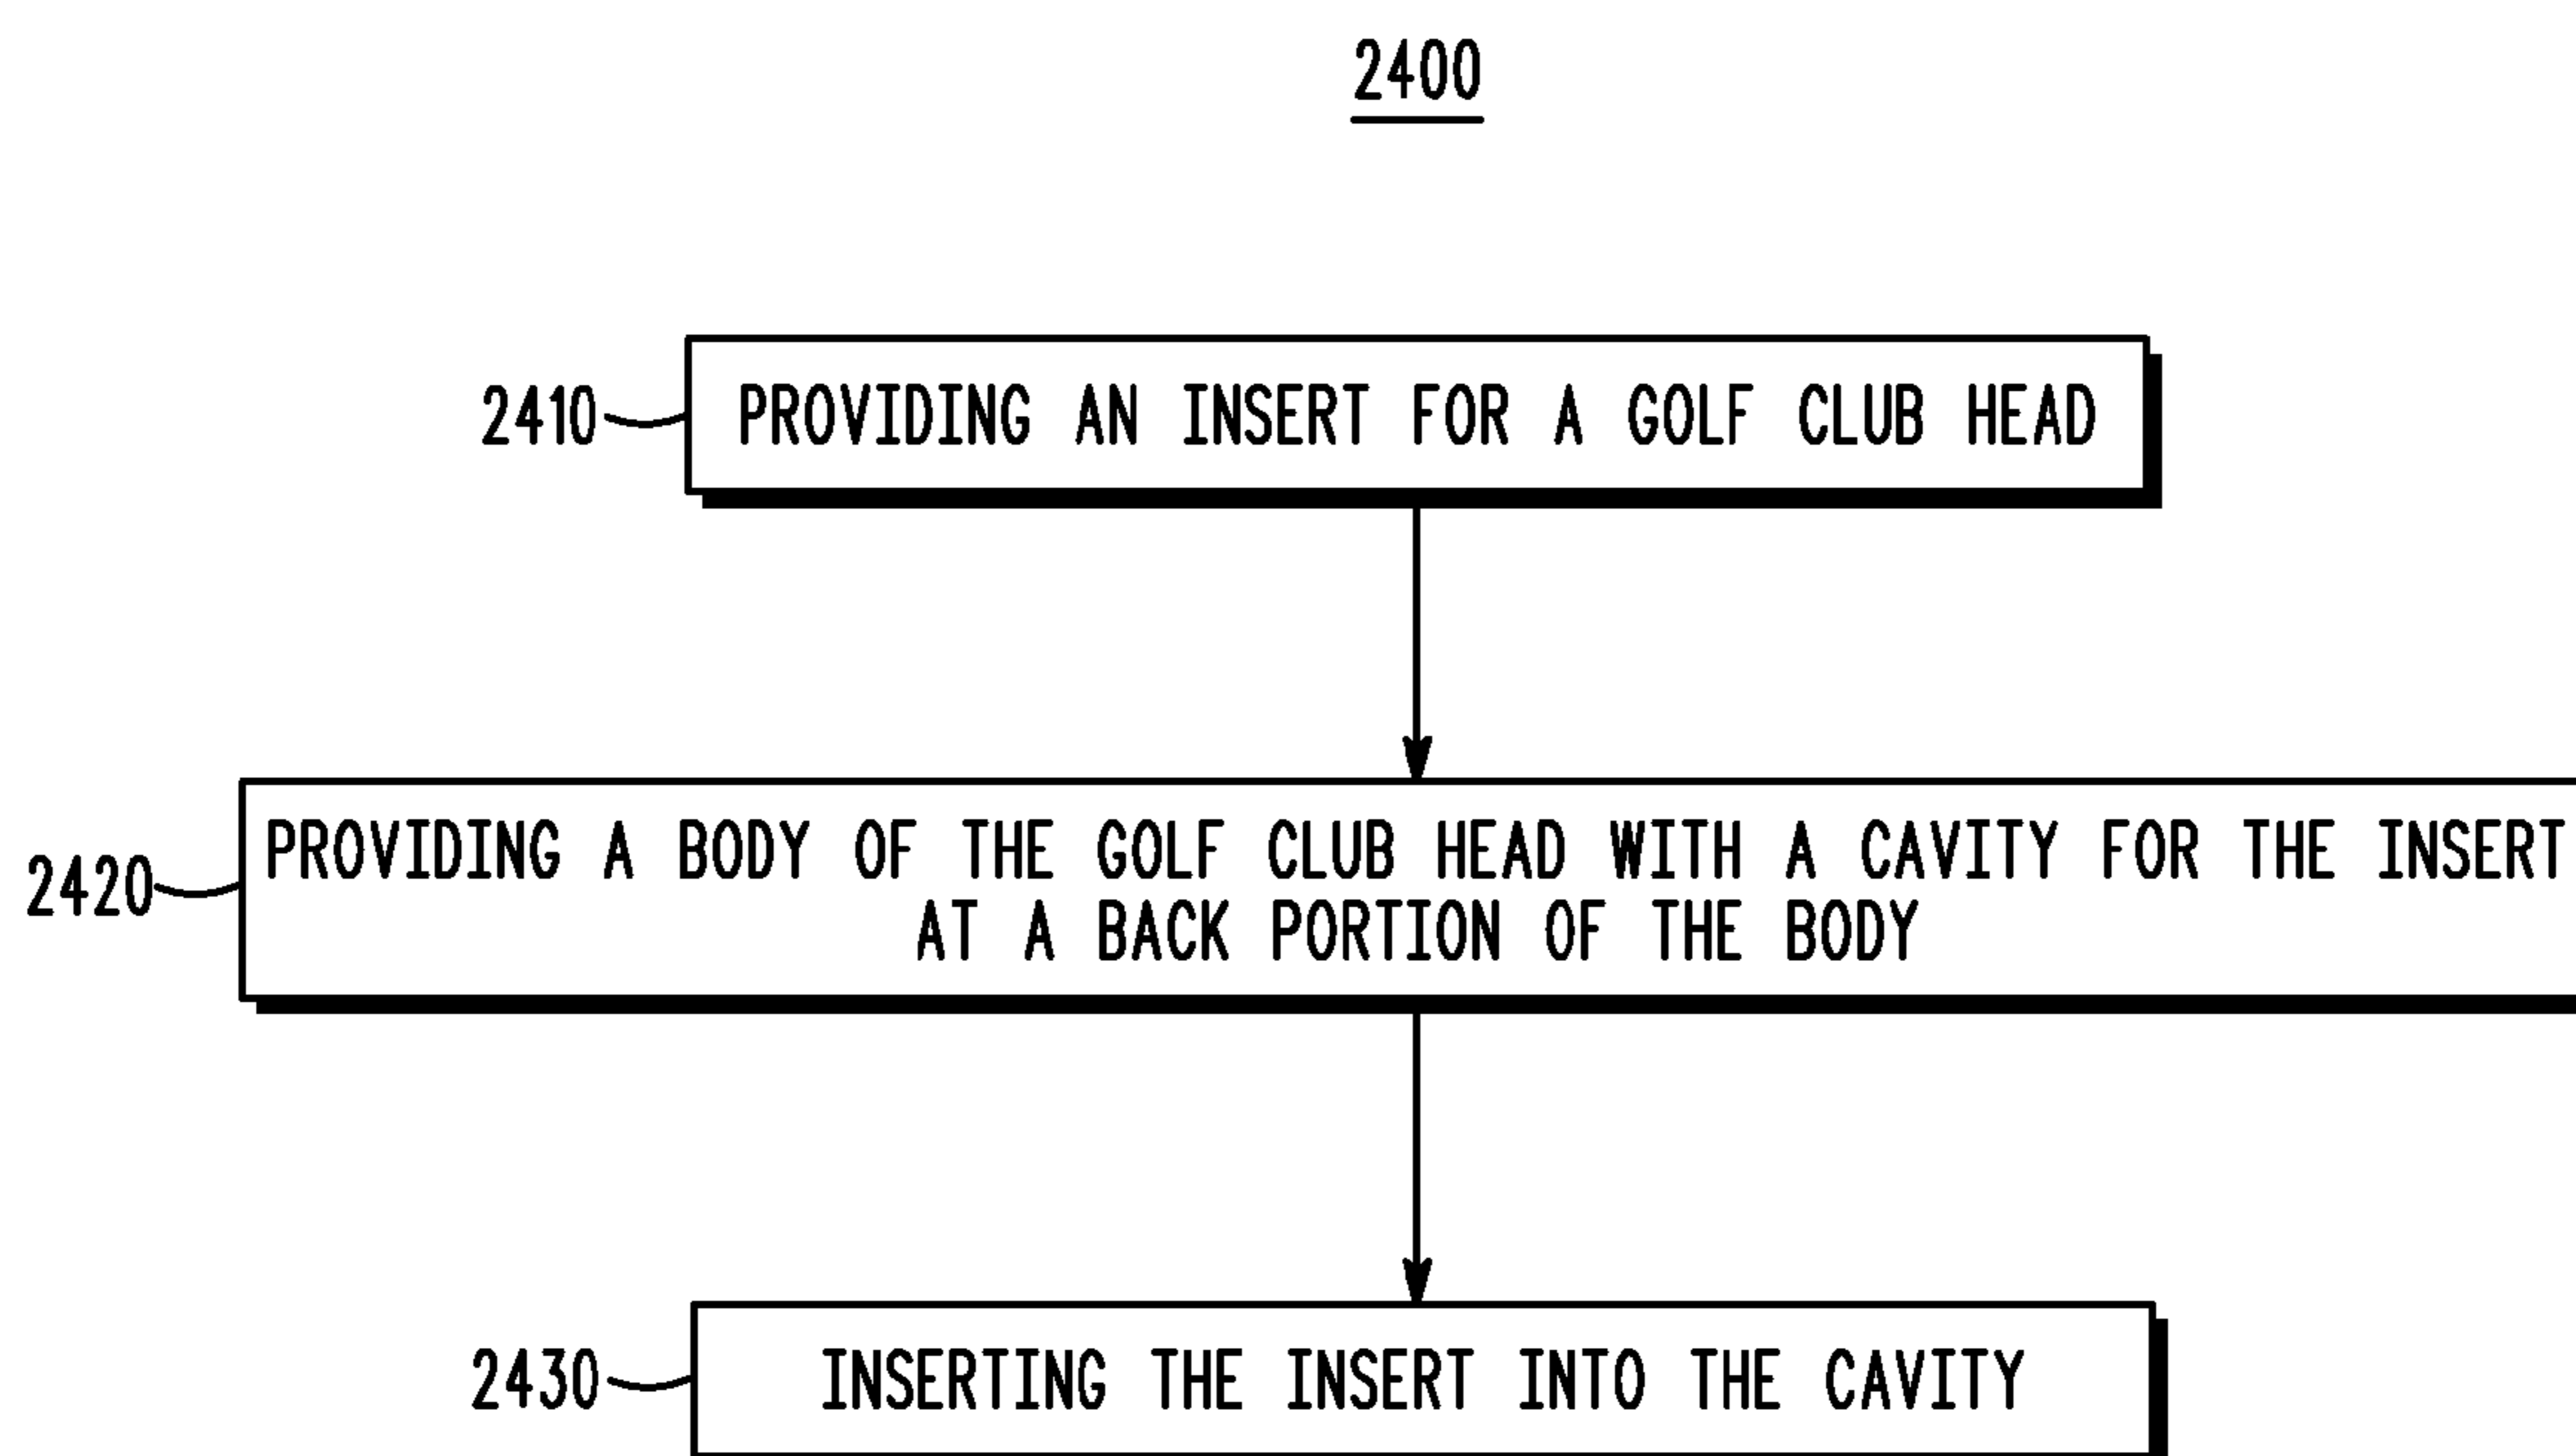 2400
2410 PROVIDING AN INSERT FOR A GOLF CLUB HEAD
PROVIDING A BODY OF THE GOLF CLUB HEAD WITH A CAVITY FOR THE INSERT
2420
AT A BACK PORTION OF THE BODY
2430 INSERTING THE INSERT INTO THE CAVITY